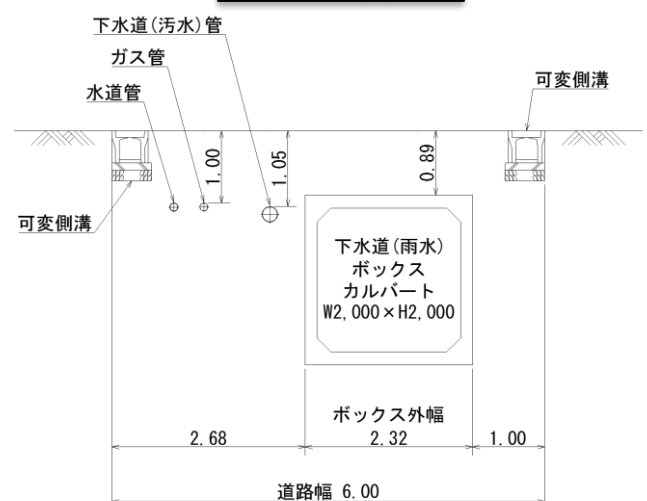 下水道(汚水)管
ガス管
水道管
可変側溝
1.00
1.05
0.89
可変側溝
下水道(雨水)
ボックス
カルバート
W2,000×H2,000
ボックス外幅
2.68
2.32
1.00
道路幅 6.00